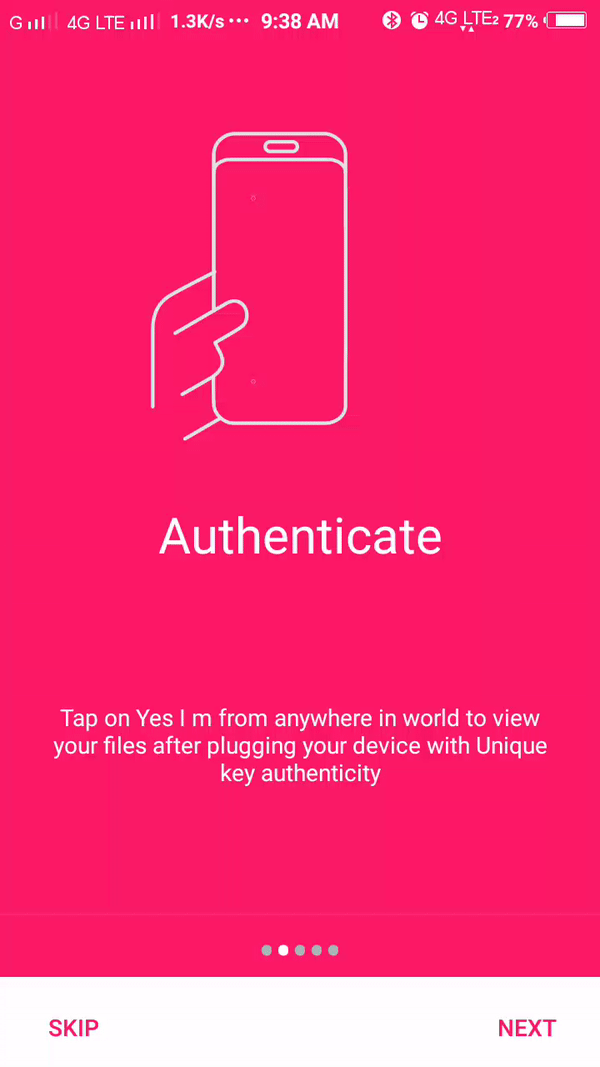 G 4G LTE 1.3K/s ••• 9:38 AM 4G LTE2 77%
Authenticate
Tap on Yes I m from anywhere in world to view
your files after plugging your device with Unique
key authenticity
SKIP NEXT